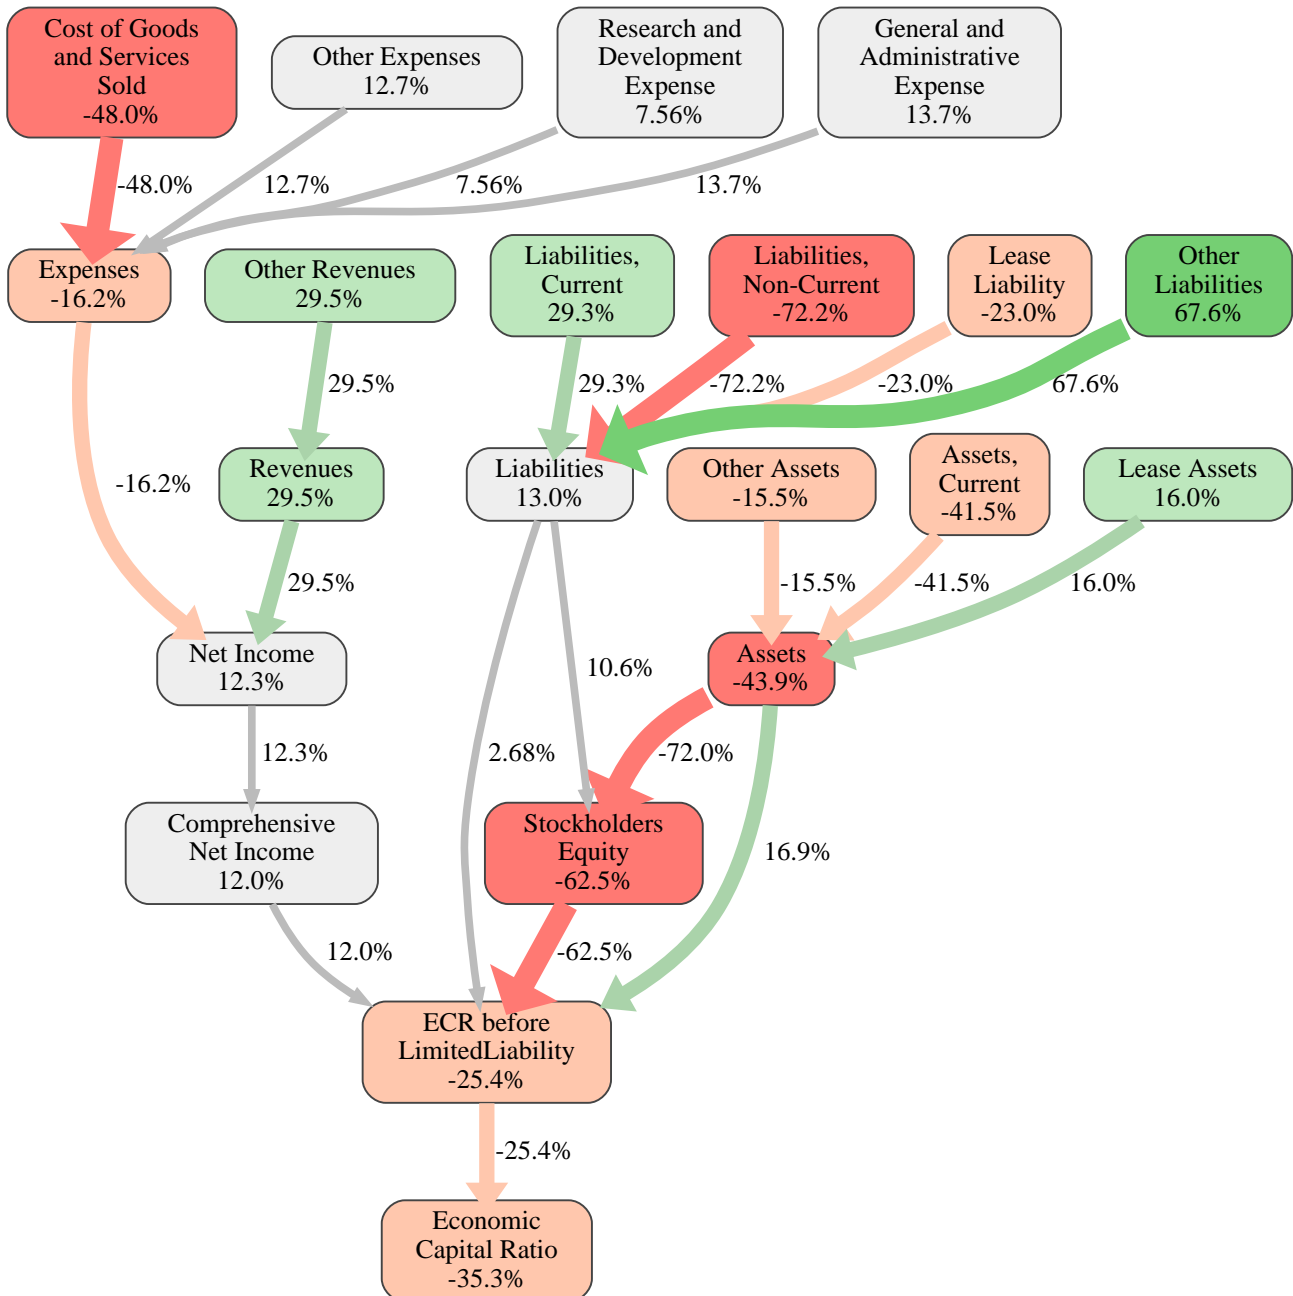 Cost of Goods
and Services
Sold
-48.0%
Other Expenses
12.7%
Research and
Development
Expense
7.56%
General and
Administrative
Expense
13.7%
-48.0%
12.7%
7.56%
13.7%
Expenses
-16.2%
Other Revenues
29.5%
Liabilities,
Current
29.3%
Liabilities,
Non-Current
-72.2%
Lease
Liability
-23.0%
Other
Liabilities
67.6%
29.5%
29.3%
-72.2%
-23.0%
67.6%
-16.2%
Revenues
29.5%
Liabilities
13.0%
Other Assets
-15.5%
Assets,
Current
-41.5%
Lease Assets
16.0%
29.5%
-15.5%
-41.5%
16.0%
Net Income
12.3%
10.6%
Assets
-43.9%
12.3%
2.68%
-72.0%
Comprehensive
Net Income
12.0%
Stockholders
Equity
-62.5%
16.9%
12.0%
-62.5%
ECR before
LimitedLiability
-25.4%
-25.4%
Economic
Capital Ratio
-35.3%